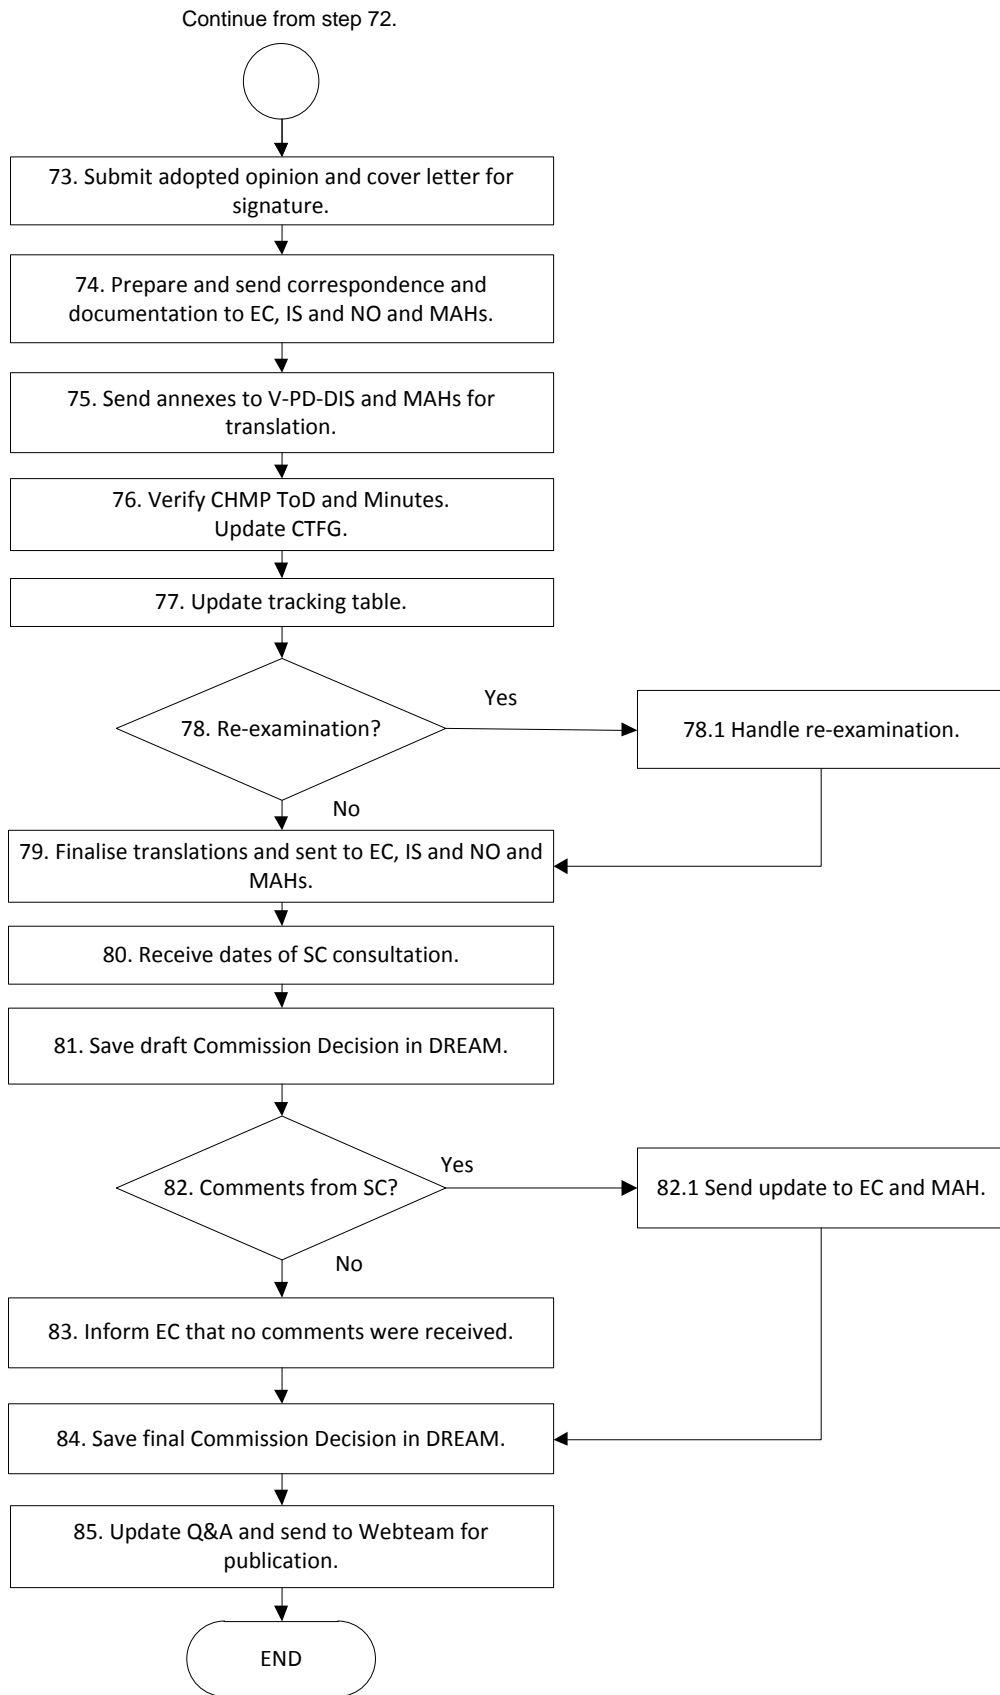 Continue from step 72.
73. Submit adopted opinion and cover letter for
signature.
74. Prepare and send correspondence and
documentation to EC, IS and NO and MAHs.
75. Send annexes to V-PD-DIS and MAHs for
translation.
76. Verify CHMP ToD and Minutes.
Update CTFG.
77. Update tracking table.
78. Re-examination?
Yes
78.1 Handle re-examination.
No
79. Finalise translations and sent to EC, IS and NO and
MAHs.
80. Receive dates of SC consultation.
81. Save draft Commission Decision in DREAM.
82. Comments from SC?
Yes
82.1 Send update to EC and MAH.
No
83. Inform EC that no comments were received.
84. Save final Commission Decision in DREAM.
85. Update Q&A and send to Webteam for
publication.
END